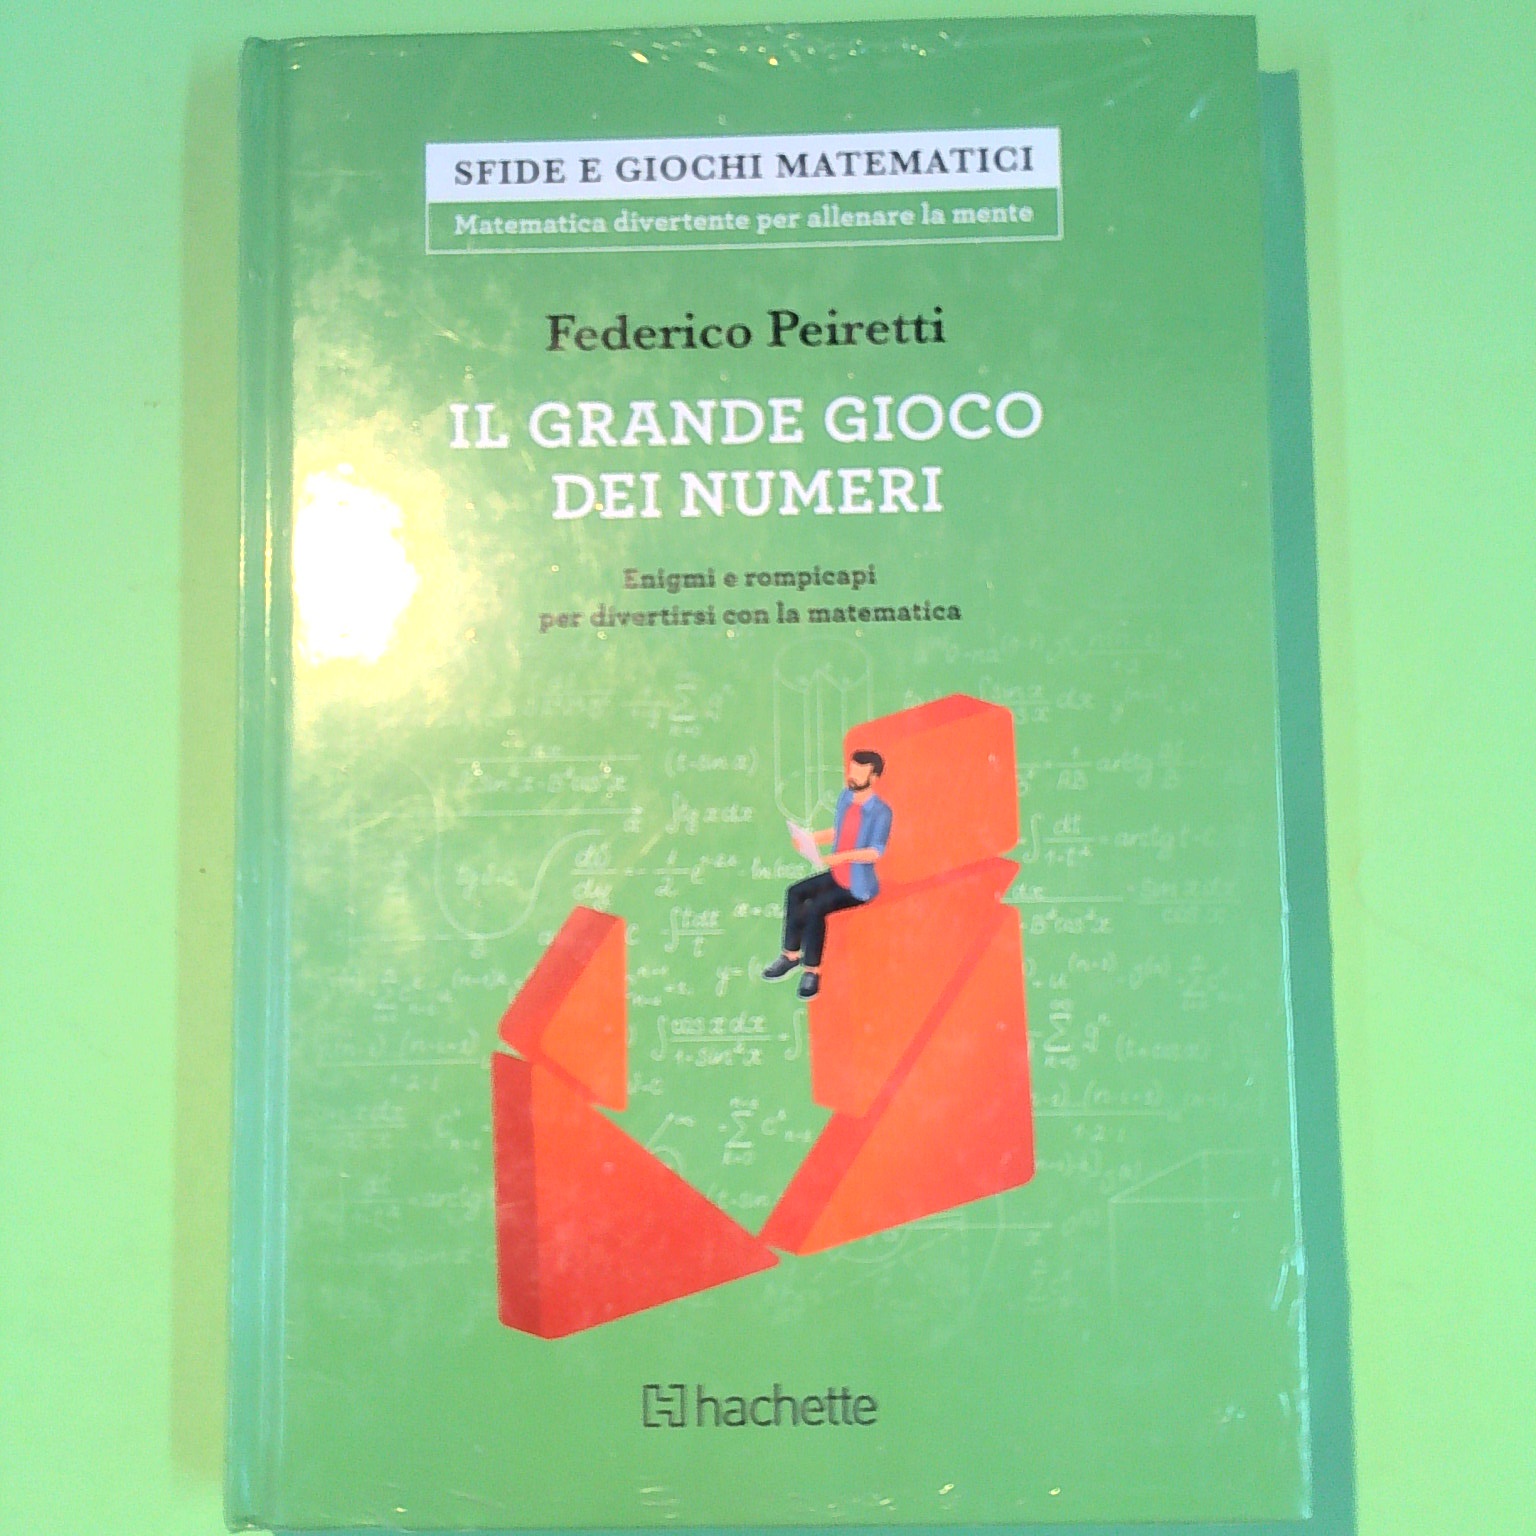 SFIDE E GIOCHI MATEMATICI
Matematica divertente per allenare la mente
Federico Peiretti
IL GRANDE GIOCO
DEI NUMERI
Enigmi e rompicapi
per divertirsi con la matematica
hachette